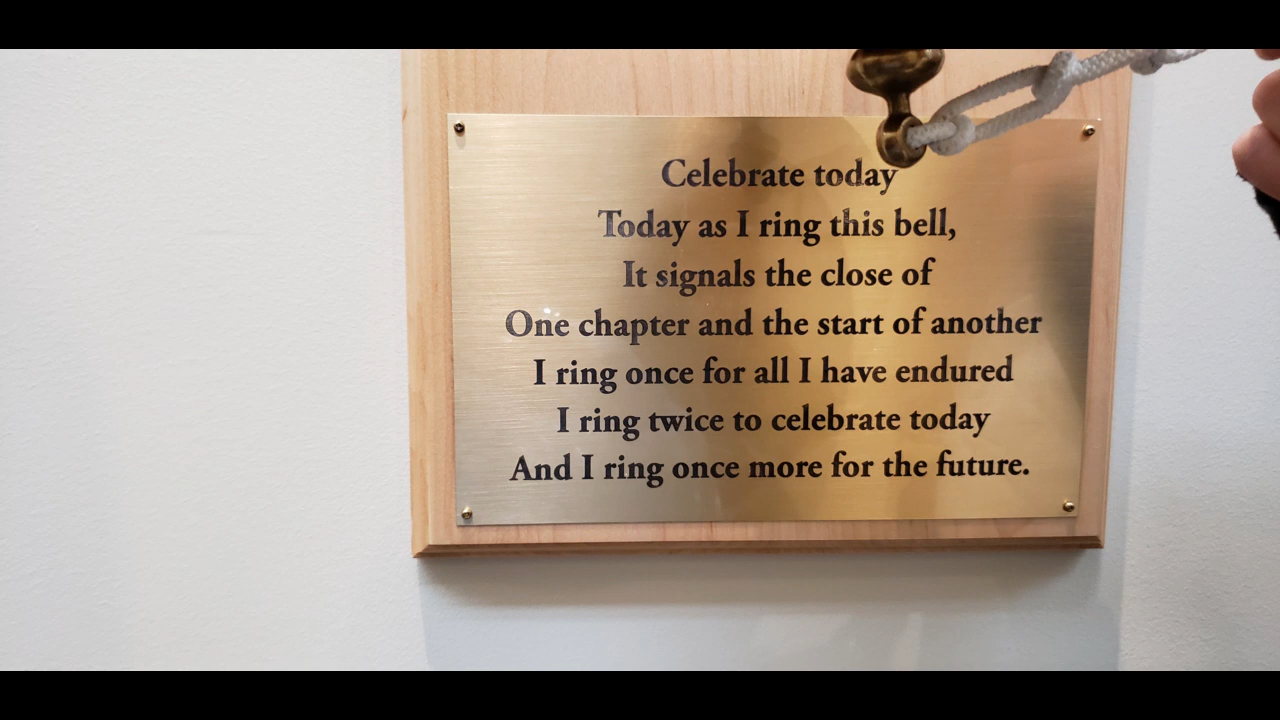 Celebrate today
Today as I ring this bell,
It signals the close of
One chapter and the start of another
I ring once for all I have endured
I ring twice to celebrate today
And I ring once more for the future.